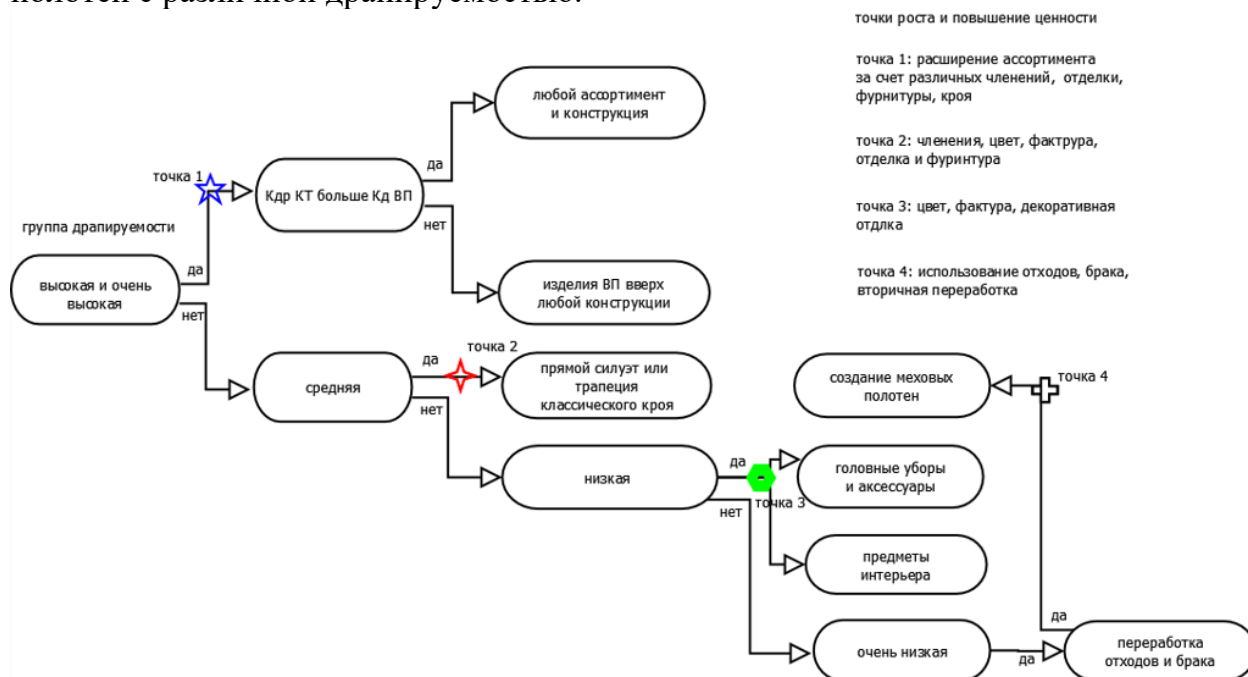 полотен с различной драпируемостью.
точки роста и повышение ценности
точка 1: расширение ассортимента
за счет различных членений, отделки,
фурнитуры, кроя
точка 2: членения, цвет, фактрура,
отделка и фуринтура
точка 3: цвет, фактура, декоративная
отдлка
точка 4: использование отходов, брака,
вторичная переработка
любой ассортимент
и конструкция
да
точка 1
Кдр КТ больше Кд ВП
нет
группа драпируемости
да
высокая и очень
высокая
нет
изделия ВП вверх
любой конструкции
точка 2
да
средняя
нет
прямой силуэт или
трапеция
классического кроя
создание меховых
полотен
точка 4
низкая
да
точка 3
нет
головные уборы
и аксессуары
предметы
интерьера
да
очень низкая
да
переработка
отходов и брака